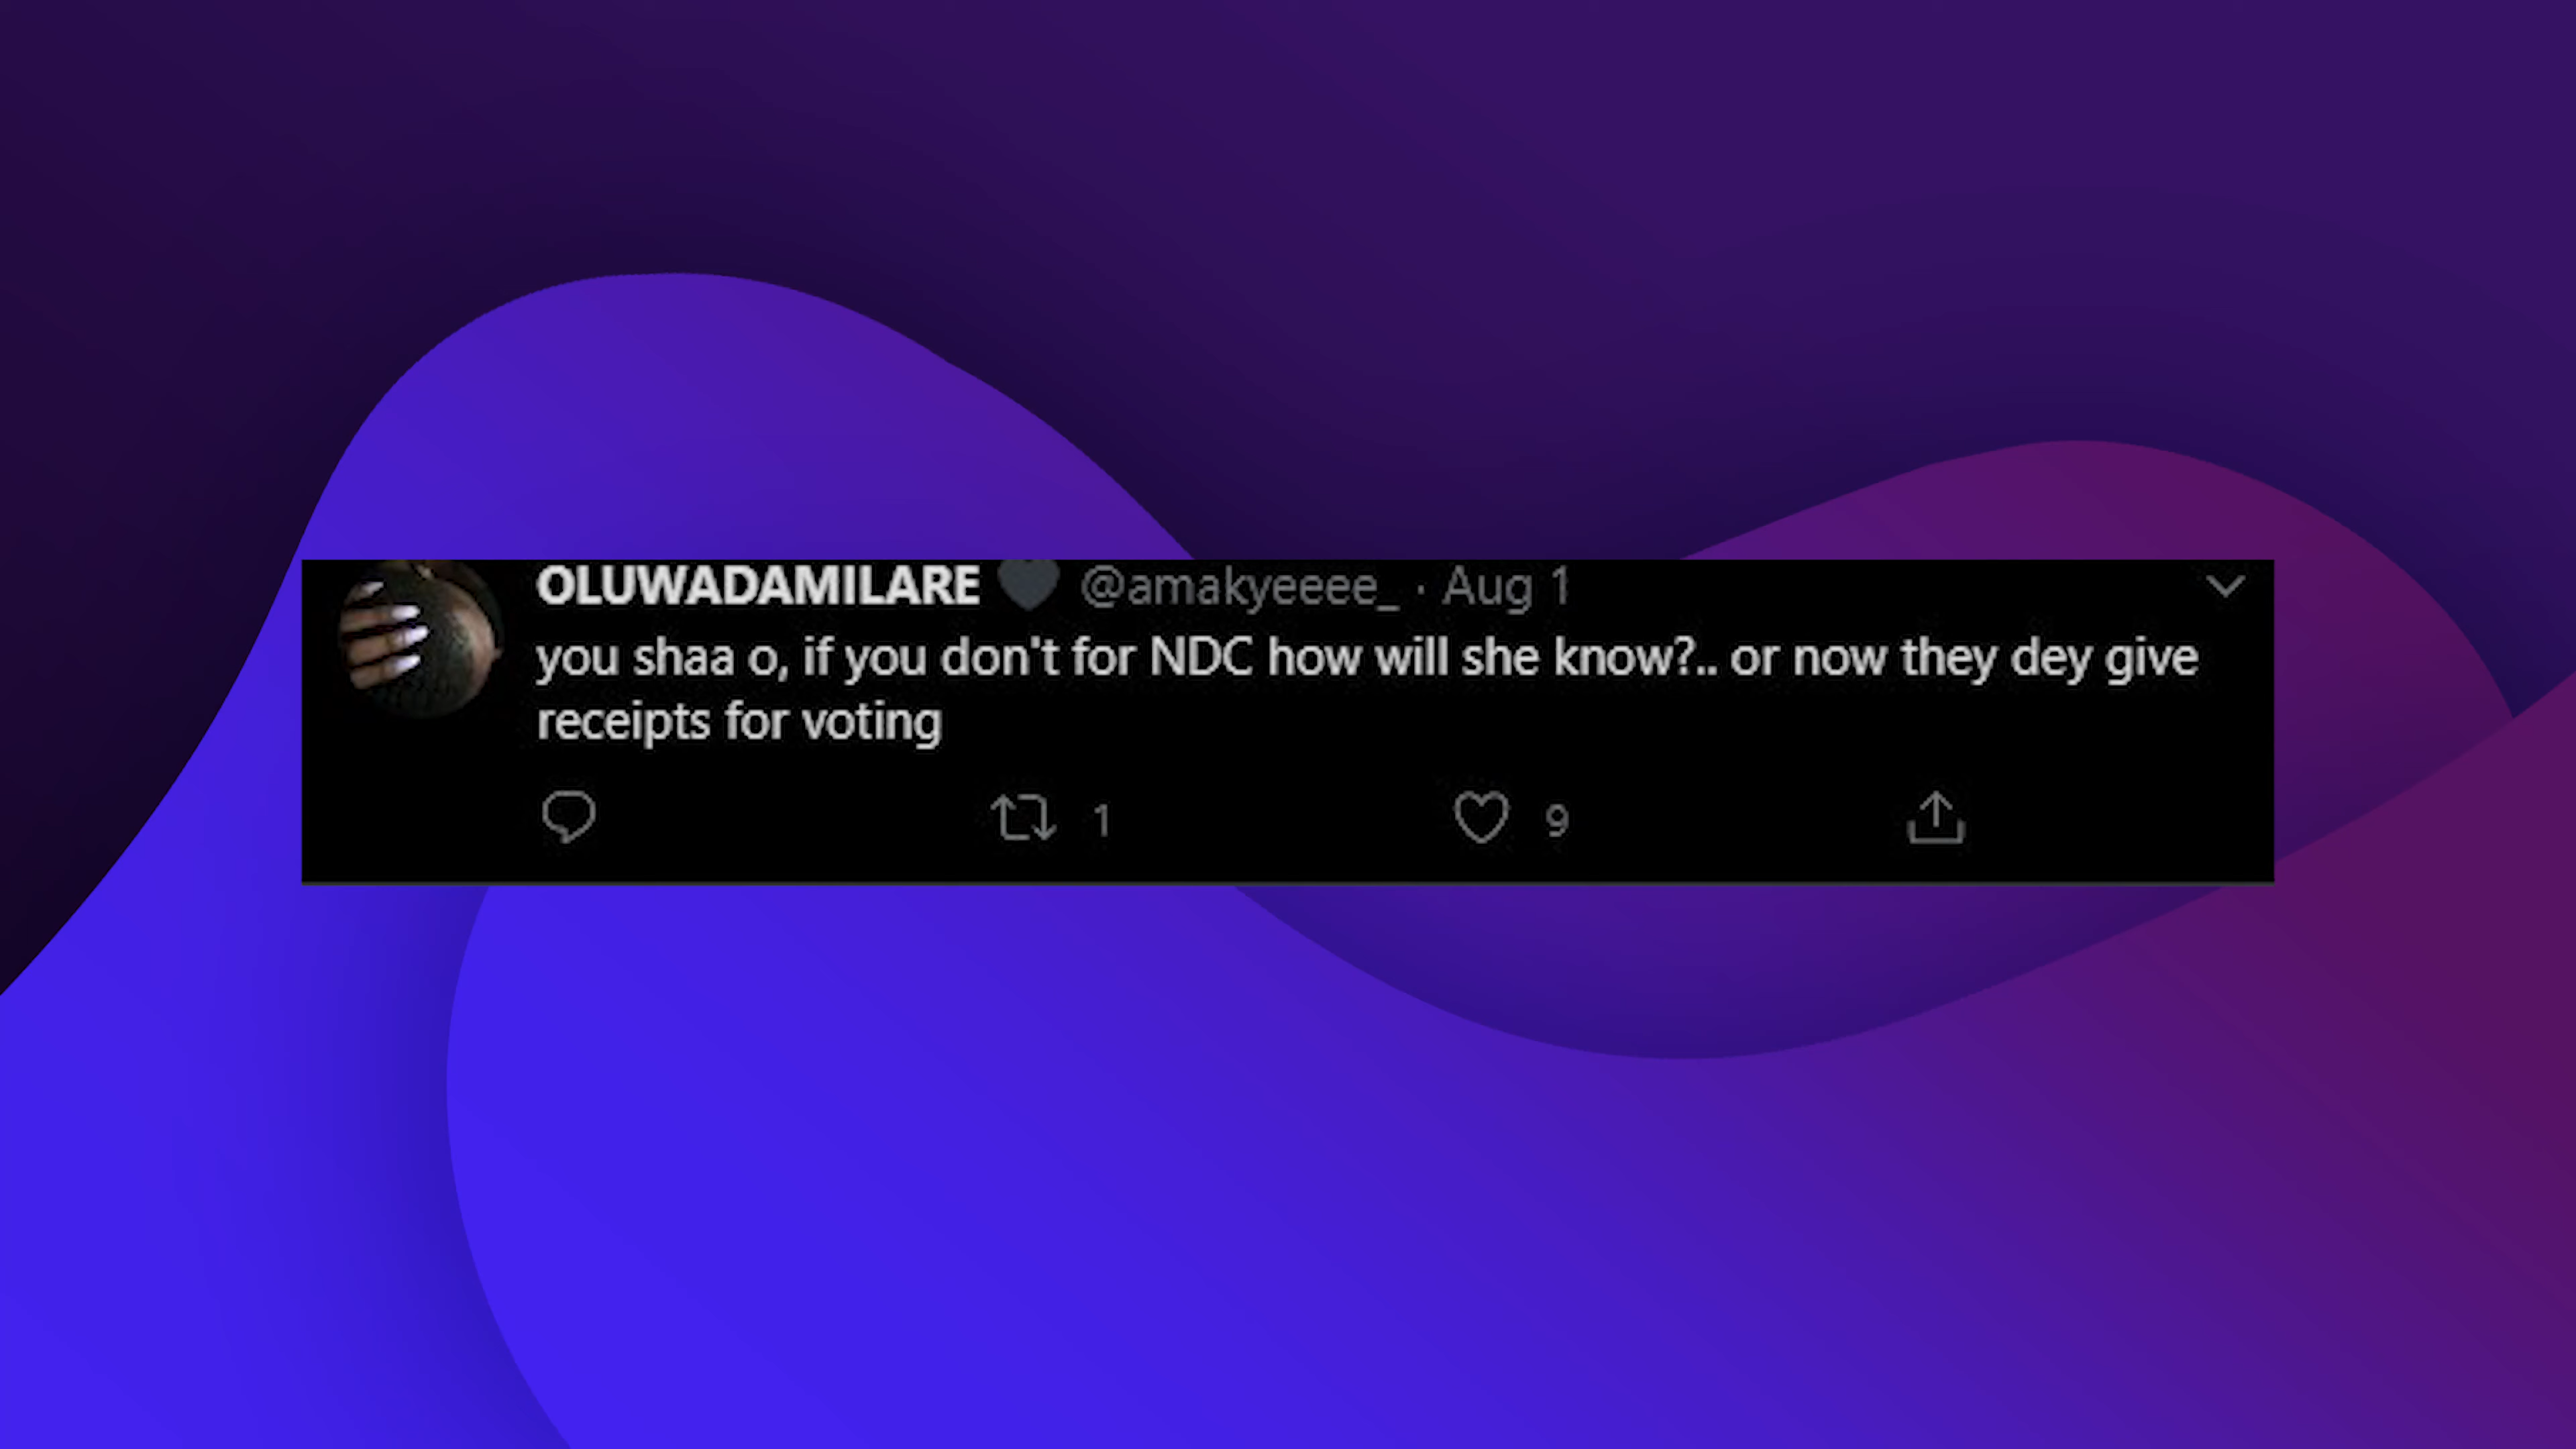 OLUWADAMILARE 🖤 @amakyeeee_ · Aug 1
you shaa o, if you don't for NDC how will she know?.. or now they dey give
receipts for voting
1 9